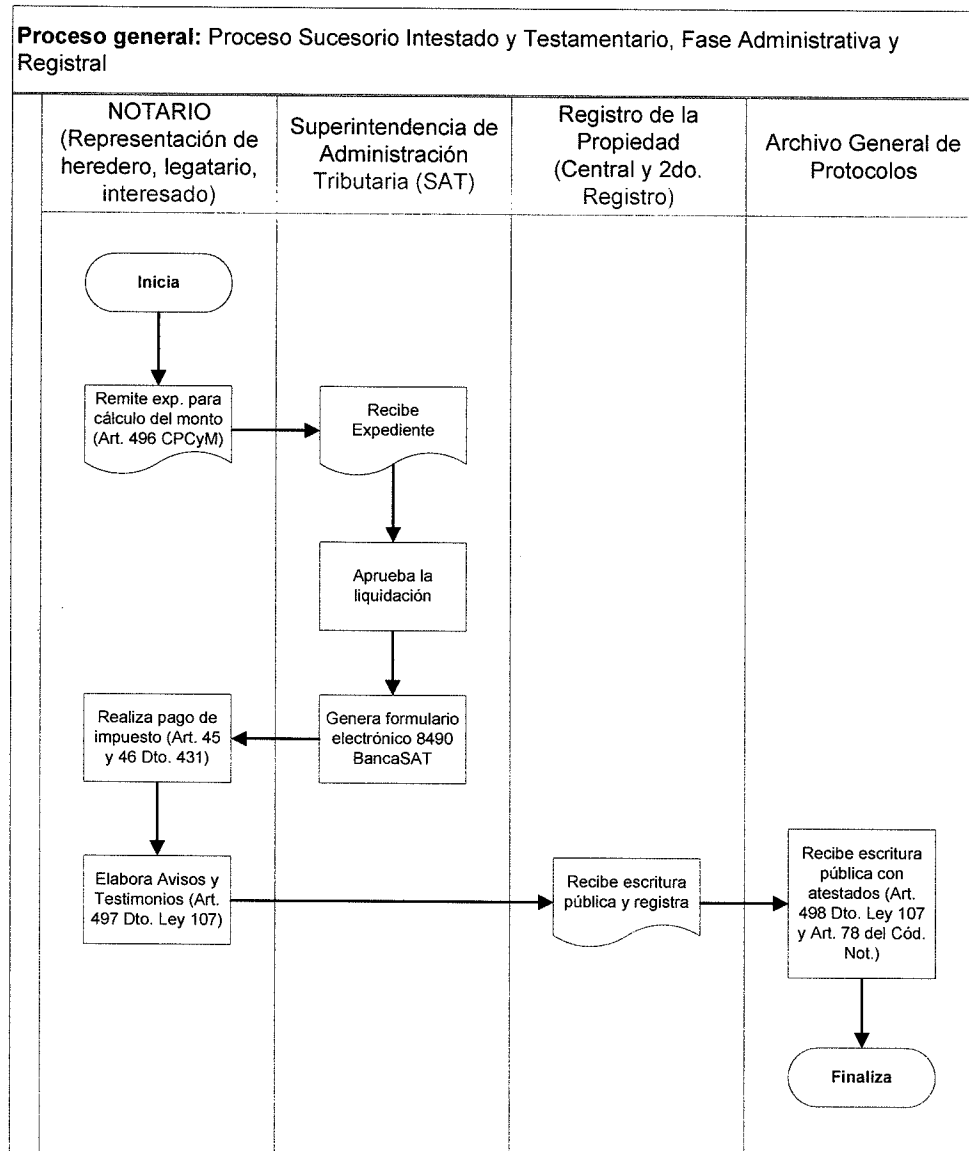 Proceso general: Proceso Sucesorio Intestado y Testamentario, Fase Administrativa y
Registral
NOTARIO
(Representación de
heredero, legatario,
interesado)
Superintendencia de
Administración
Tributaria (SAT)
Registro de la
Propiedad
(Central y 2do.
Registro)
Archivo General de
Protocolos
Inicia
Remite exp. para
cálculo del monto
(Art. 496 CPCyM)
Recibe
Expediente
Aprueba la
liquidación
Genera formulario
electrónico 8490
BancaSAT
Realiza pago de
impuesto (Art. 45
y 46 Dto. 431)
Elabora Avisos y
Testimonios (Art.
497 Dto. Ley 107)
Recibe escritura
pública y registra
Recibe escritura
pública con
atestados (Art.
498 Dto. Ley 107
y Art. 78 del Cód.
Not.)
Finaliza